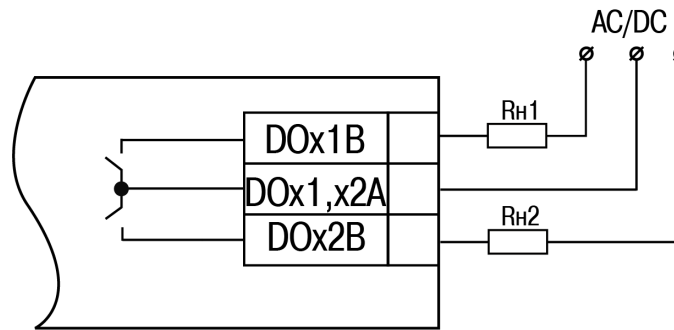 AC/DC
Rн1
DOx1B
DOx1,x2A
Rн2
DOx2B